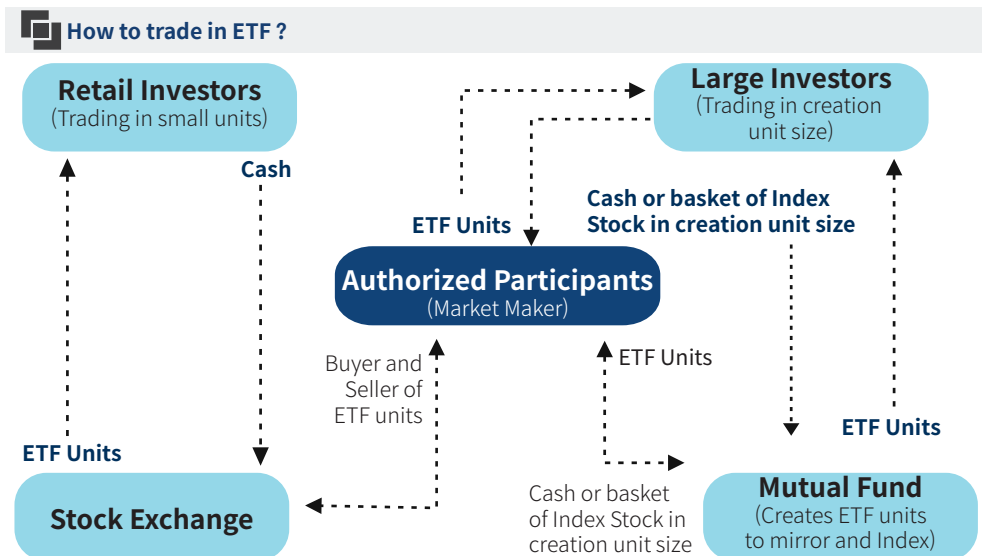 How to trade in ETF ?
Retail Investors
(Trading in small units)
Large Investors
(Trading in creation
unit size)
Cash
Cash or basket of Index
Stock in creation unit size
ETF Units
Authorized Participants
(Market Maker)
Buyer and
Seller of
ETF units
ETF Units
ETF Units
ETF Units
Stock Exchange
Cash or basket
of Index Stock in
creation unit size
Mutual Fund
(Creates ETF units
to mirror and Index)